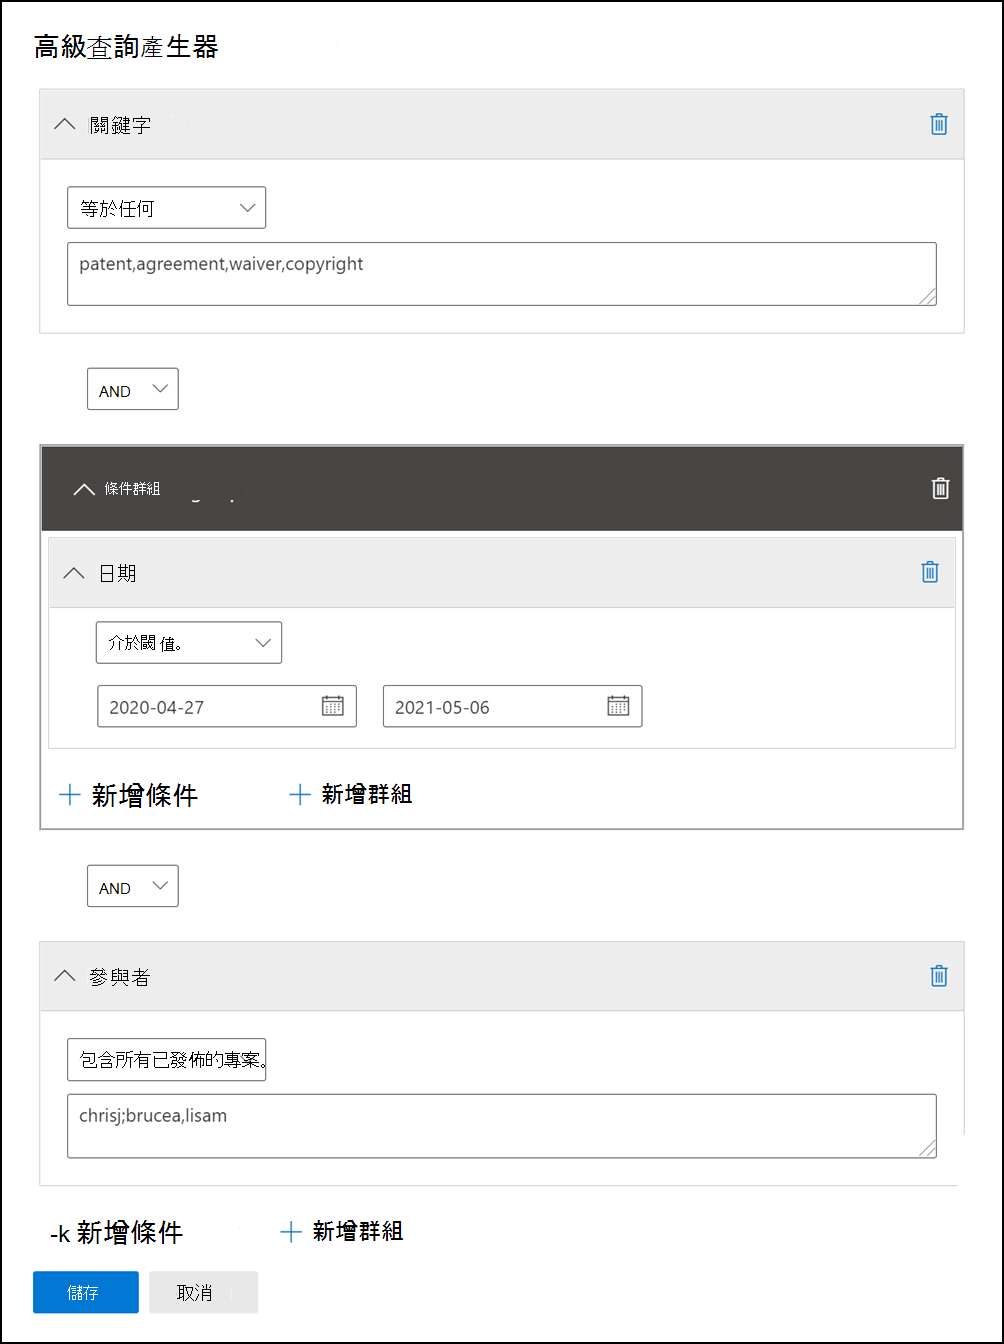 高級查詢產生器
關鍵字
等於任何
patent,agreement,waiver,copyright
AND
條件群組
日期
介於閾 值。
2020-04-27 2021-05-06
新增條件 新增群組
AND
參與者
包含所有已發佈的專案。
chrisj;brucea,lisam
-k 新增條件 新增群組
儲存 取消